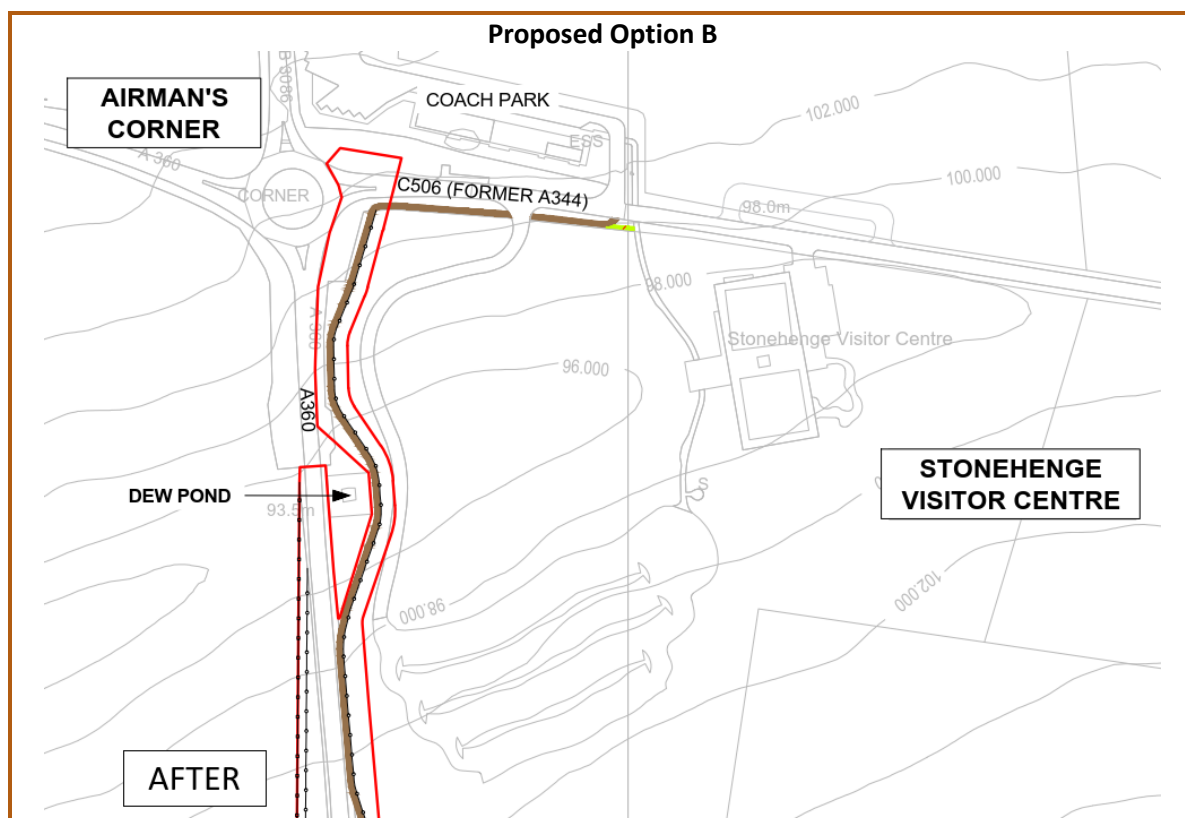 Proposed Option B
AIRMAN'S
CORNER
B 3086
COACH PARK
ESS
102.000
A 360
CORNER
C506 (FORMER A344)
100.000
98.0m
98.000
A 360
Stonehenge Visitor Centre
96.000
A360
STONEHENGE
VISITOR CENTRE
DEW POND
93.5m
S
98.000
102.000
AFTER